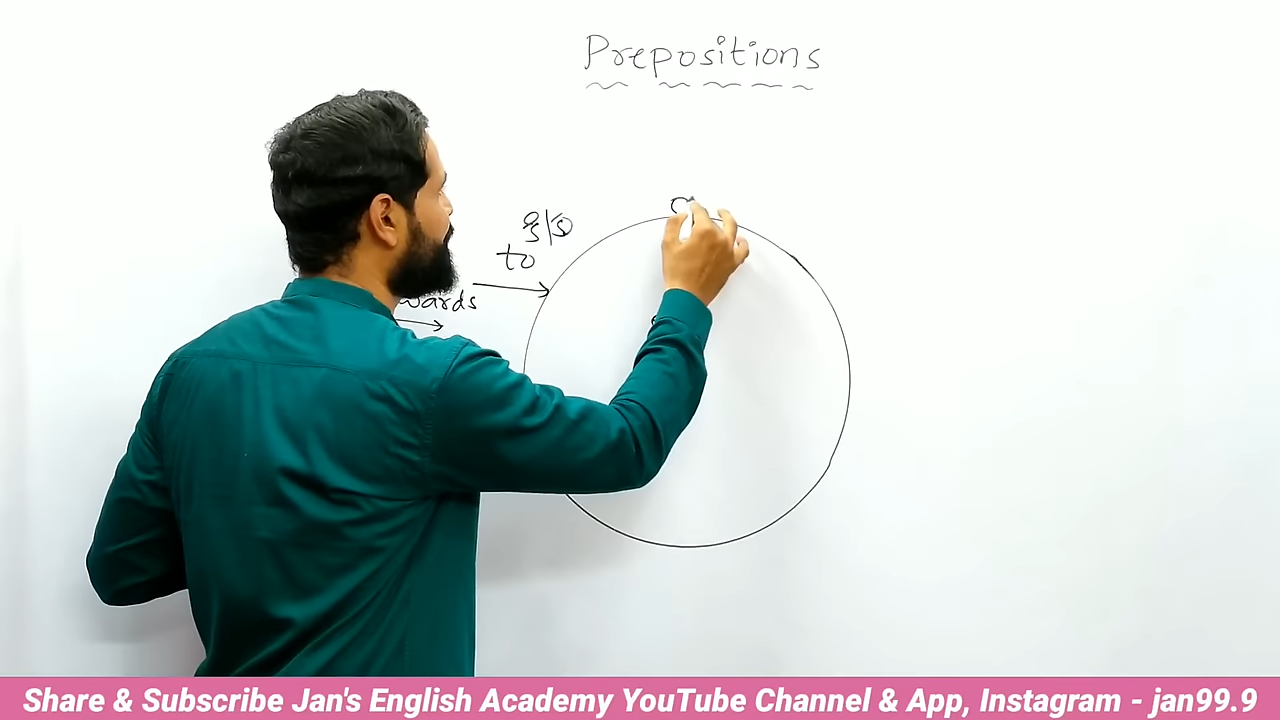 Prepositions
to
wards
Share & Subscribe Jan's English Academy YouTube Channel & App, Instagram - jan99.9